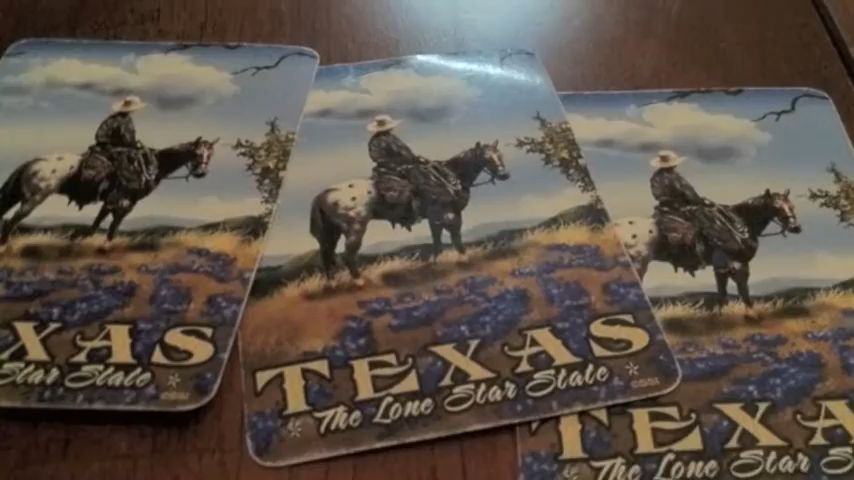 XAS
Star State
TEXAS
The Lone Star State
TEXA
The Lone Star S